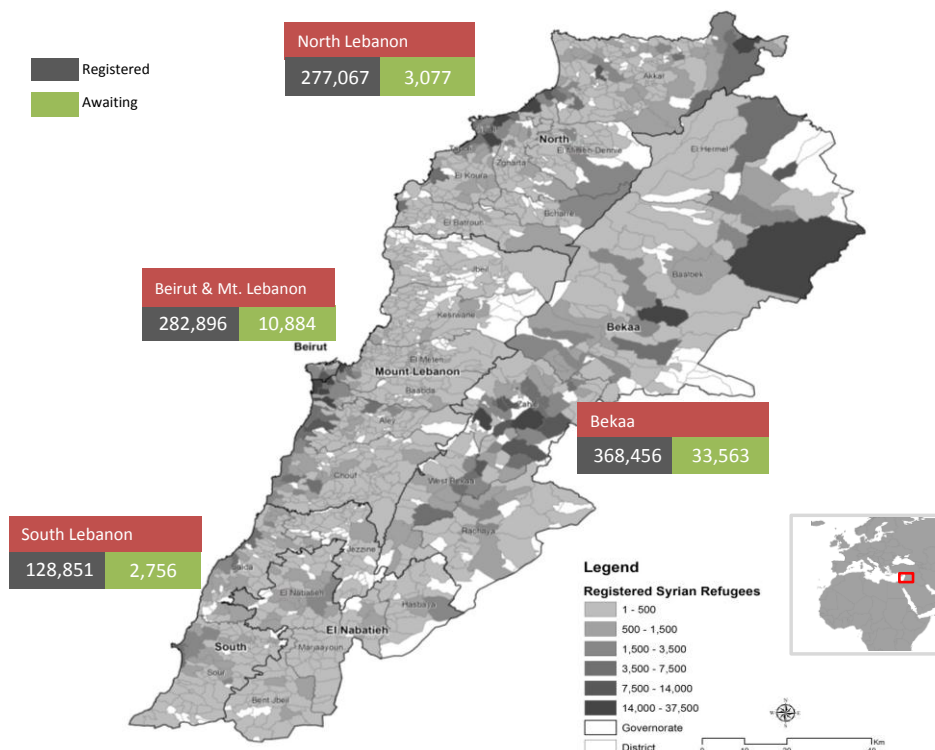 North Lebanon
277,067 3,077
Registered
Awaiting
Akkar
North
El Hermel
Zgharta
El Koura
Bcharre
El Batroun
Jbeil
Baalbek
Beirut & Mt. Lebanon
282,896 10,884
Kesrwane
Beirut
Bekaa
El Meten
Mount Lebanon
Baabda
Aley
Bekaa
368,456 33,563
Chouf
West Bekaa
Rachaya
South Lebanon
128,851 2,756
Jezzine
Saida
El Nabatieh
Hasbaya
El Nabatieh
South
Marjaayoun
Sour
Bent Jbeil
Legend
Registered Syrian Refugees
1 - 500
500 - 1,500
1,500 - 3,500
3,500 - 7,500
7,500 - 14,000
14,000 - 37,500
Governorate
District
Km